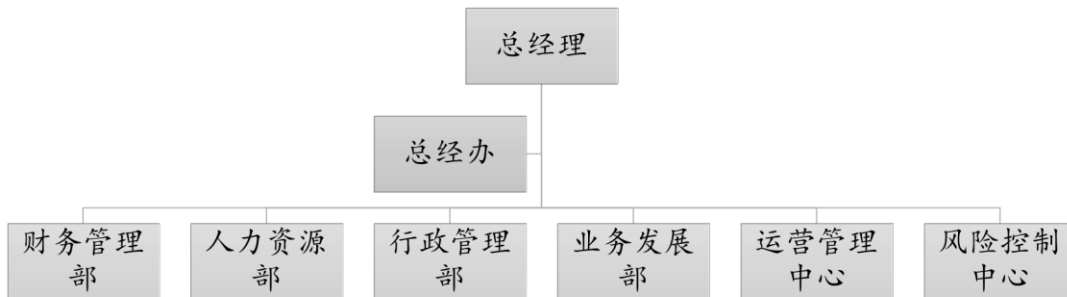 总经理
总经办
财务管理
部
人力资源
部
行政管理
部
业务发展
部
运营管理
中心
风险控制
中心